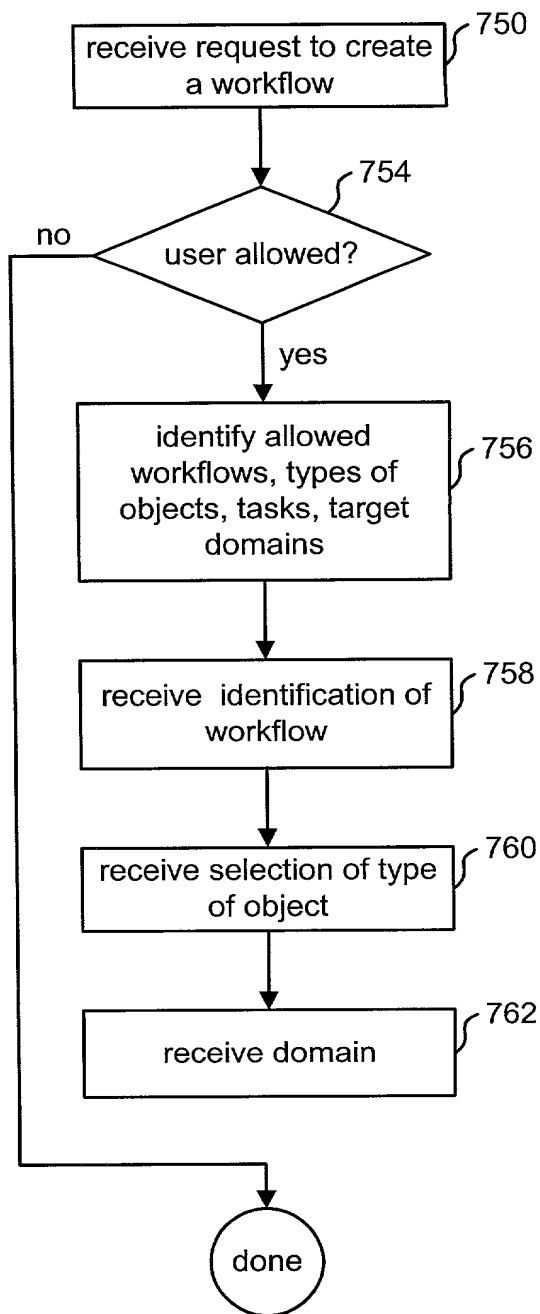 receive request to create
a workflow
750
754
user allowed?
no
yes
identify allowed
workflows, types of
objects, tasks, target
domains
756
receive identification of
workflow
758
receive selection of type
of object
760
receive domain
762
done